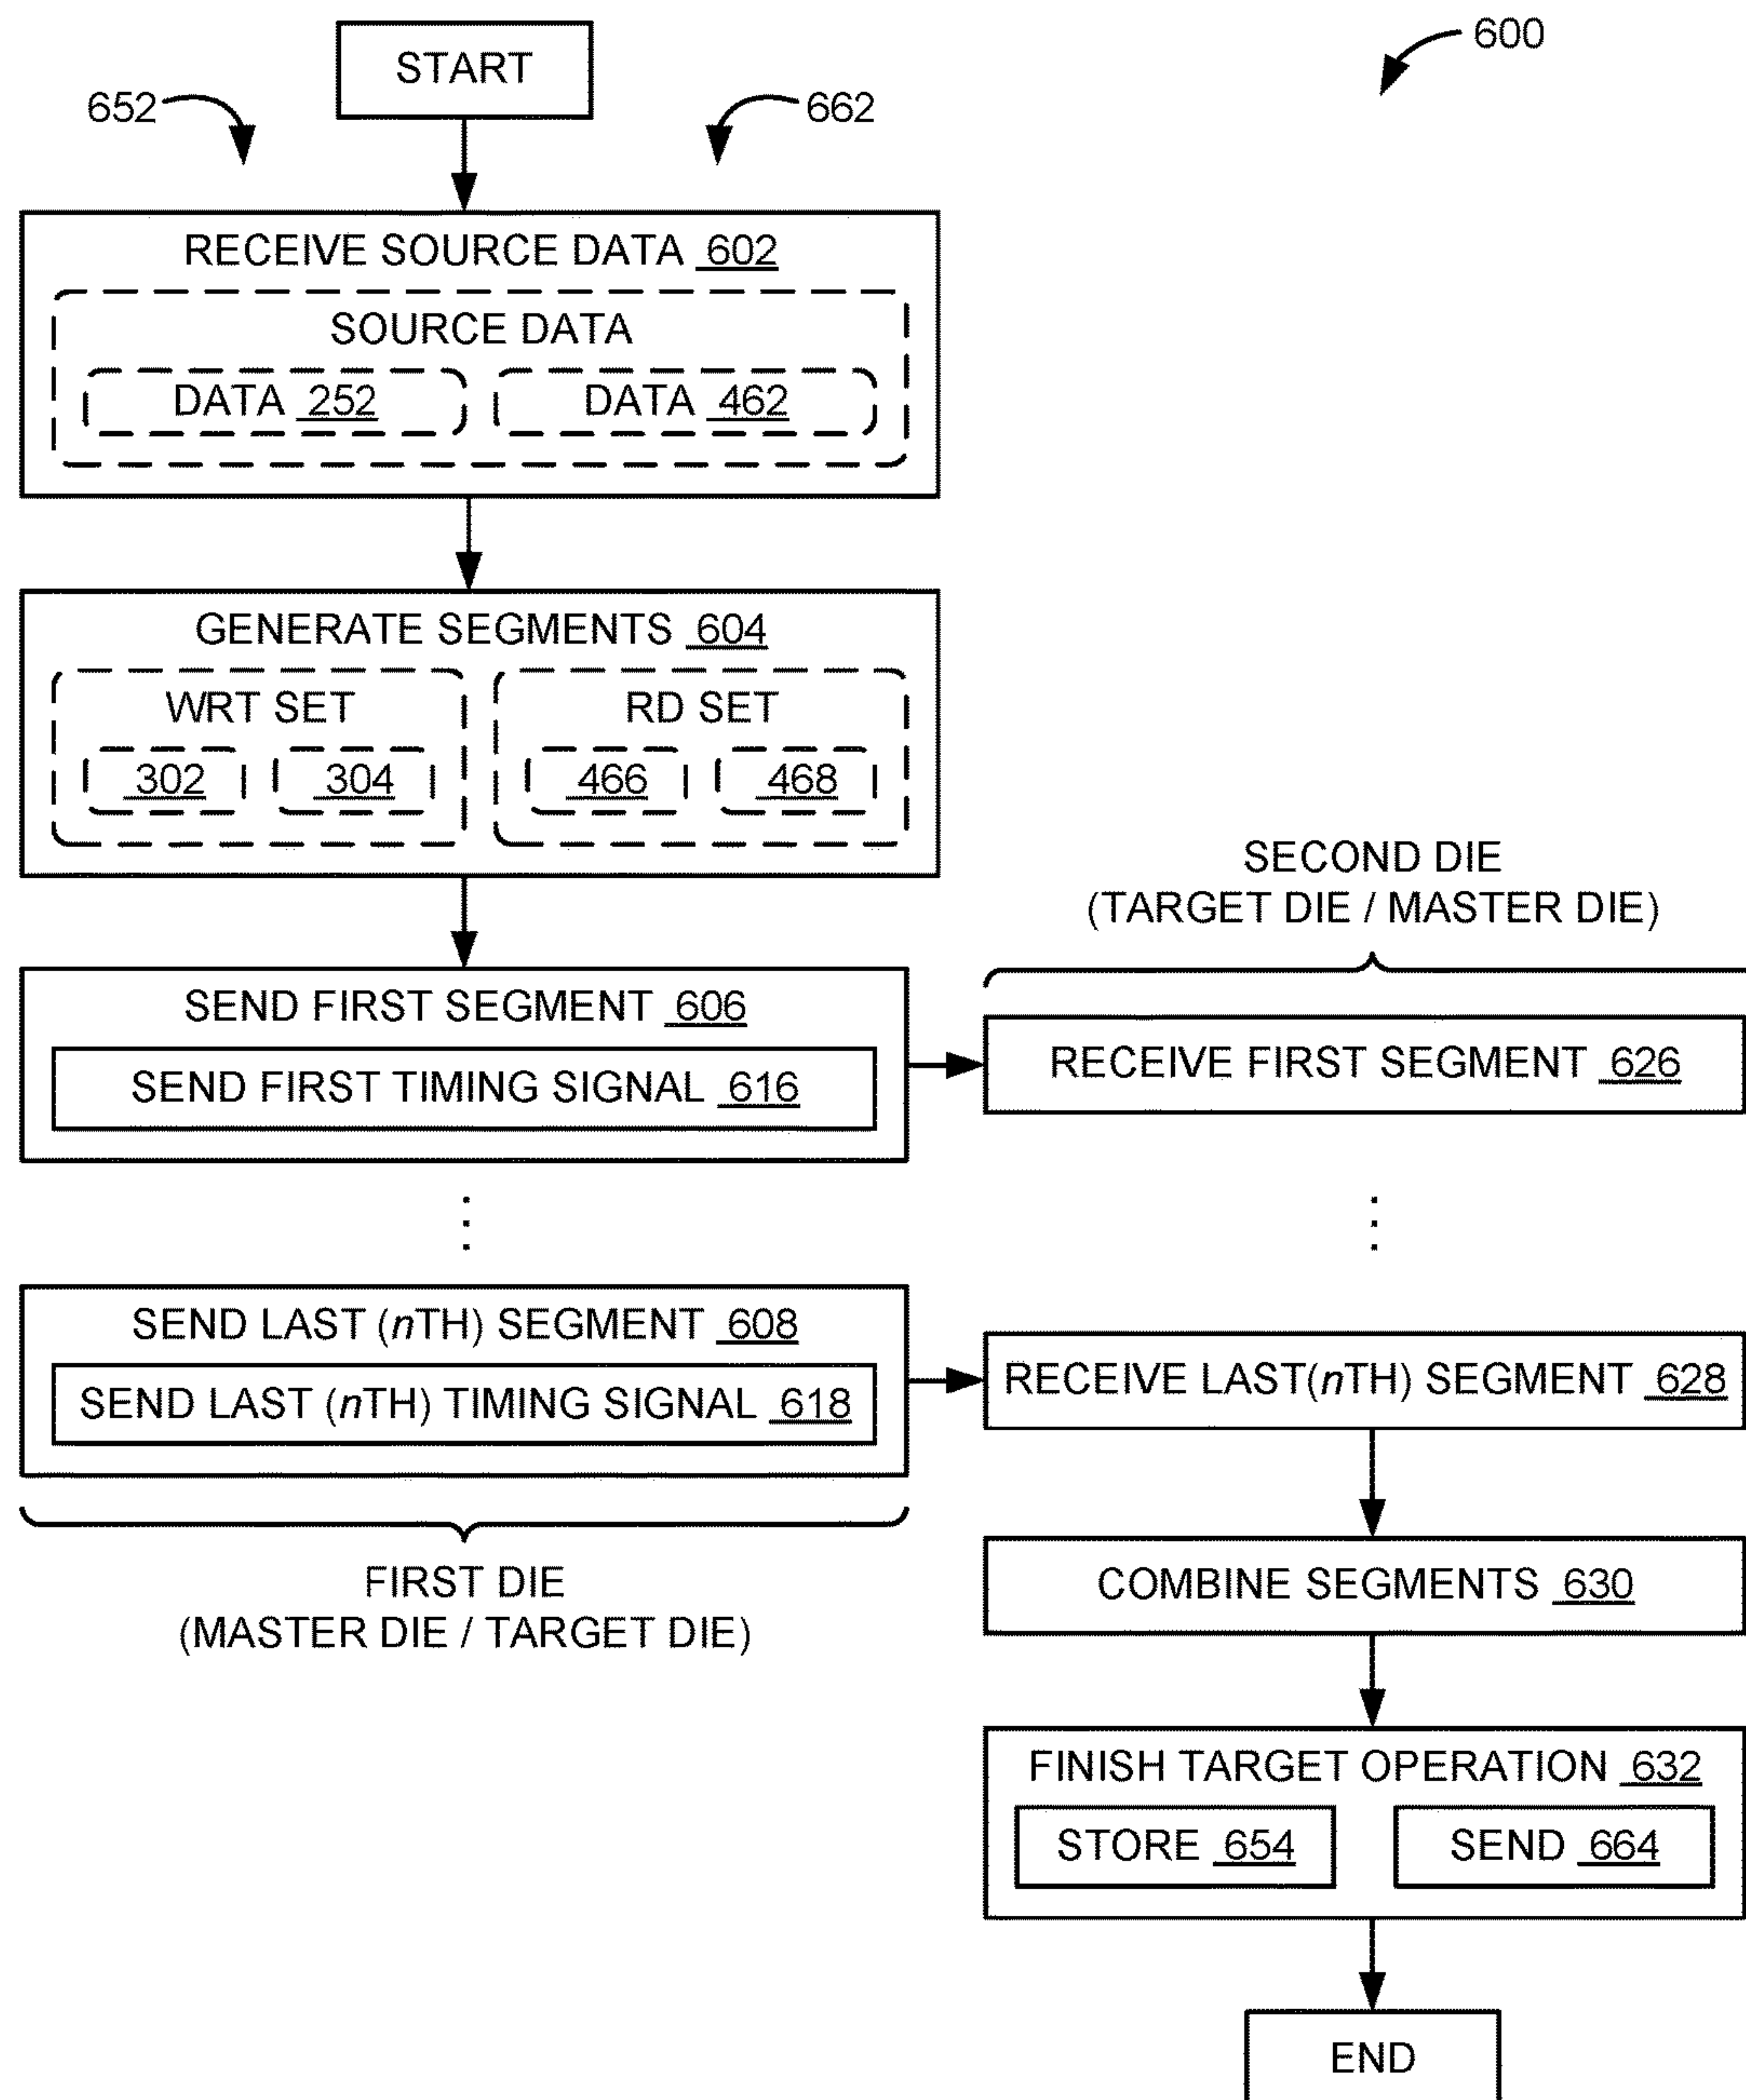 600
START
652
662
RECEIVE SOURCE DATA 602
SOURCE DATA
DATA 252
DATA 462
GENERATE SEGMENTS 604
WRT SET
302 304
RD SET
466 468
SEND FIRST SEGMENT 606
SEND FIRST TIMING SIGNAL 616
SECOND DIE
(TARGET DIE / MASTER DIE)
RECEIVE FIRST SEGMENT 626
SEND LAST (nTH) SEGMENT 608
SEND LAST (nTH) TIMING SIGNAL 618
RECEIVE LAST(nTH) SEGMENT 628
FIRST DIE
(MASTER DIE / TARGET DIE)
COMBINE SEGMENTS 630
FINISH TARGET OPERATION 632
STORE 654
SEND 664
END